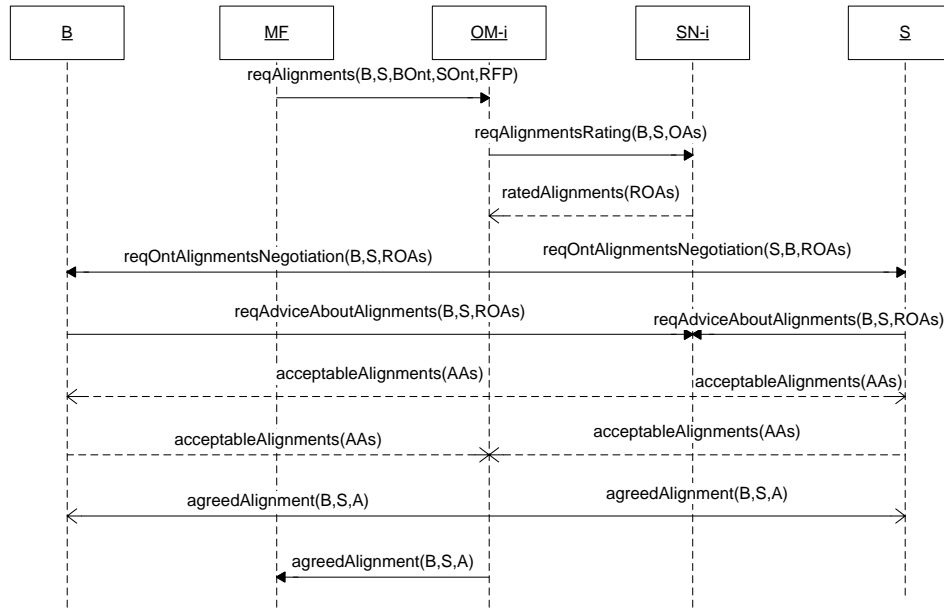 B
MF
OM-i
SN-i
S
reqAlignments(B,S,BOnt,SOnt,RFP)
reqAlignmentsRating(B,S,OAs)
ratedAlignments(ROAs)
reqOntAlignmentsNegotiation(B,S,ROAs)
reqOntAlignmentsNegotiation(S,B,ROAs)
reqAdviceAboutAlignments(B,S,ROAs)
reqAdviceAboutAlignments(B,S,ROAs)
acceptableAlignments(AAs)
acceptableAlignments(AAs)
acceptableAlignments(AAs)
acceptableAlignments(AAs)
agreedAlignment(B,S,A)
agreedAlignment(B,S,A)
agreedAlignment(B,S,A)